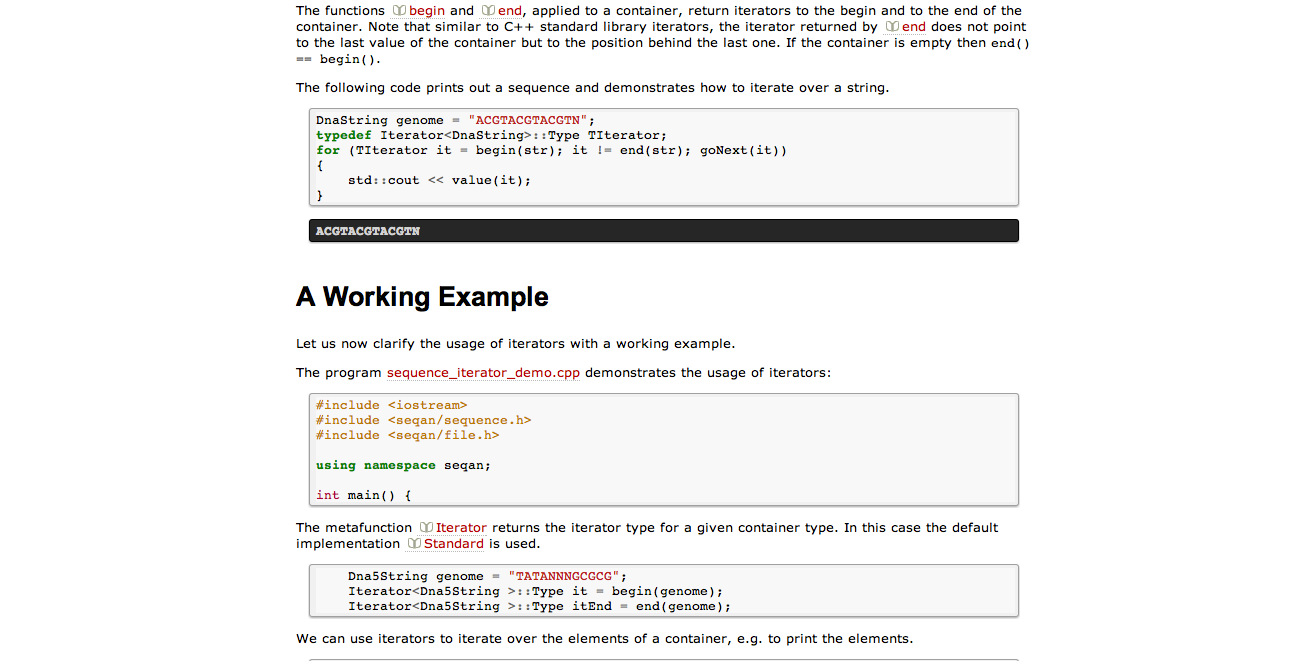 The functions begin and end, applied to a container, return iterators to the begin and to the end of the
container. Note that similar to C++ standard library iterators, the iterator returned by end does not point
to the last value of the container but to the position behind the last one. If the container is empty then end()
== begin().
The following code prints out a sequence and demonstrates how to iterate over a string.
DnaString genome = "ACGTACGTACGTN";
typedef Iterator<DnaString>::Type TIterator;
for (TIterator it = begin(str); it != end(str); goNext(it))
{
    std::cout << value(it);
}
ACGTACGTACGTN
A Working Example
Let us now clarify the usage of iterators with a working example.
The program sequence_iterator_demo.cpp demonstrates the usage of iterators:
#include <iostream>
#include <seqan/sequence.h>
#include <seqan/file.h>
using namespace seqan;
int main() {
The metafunction Iterator returns the iterator type for a given container type. In this case the default
implementation Standard is used.
    Dna5String genome = "TATANNNGCGCG";
    Iterator<Dna5String >::Type it = begin(genome);
    Iterator<Dna5String >::Type itEnd = end(genome);
We can use iterators to iterate over the elements of a container, e.g. to print the elements.